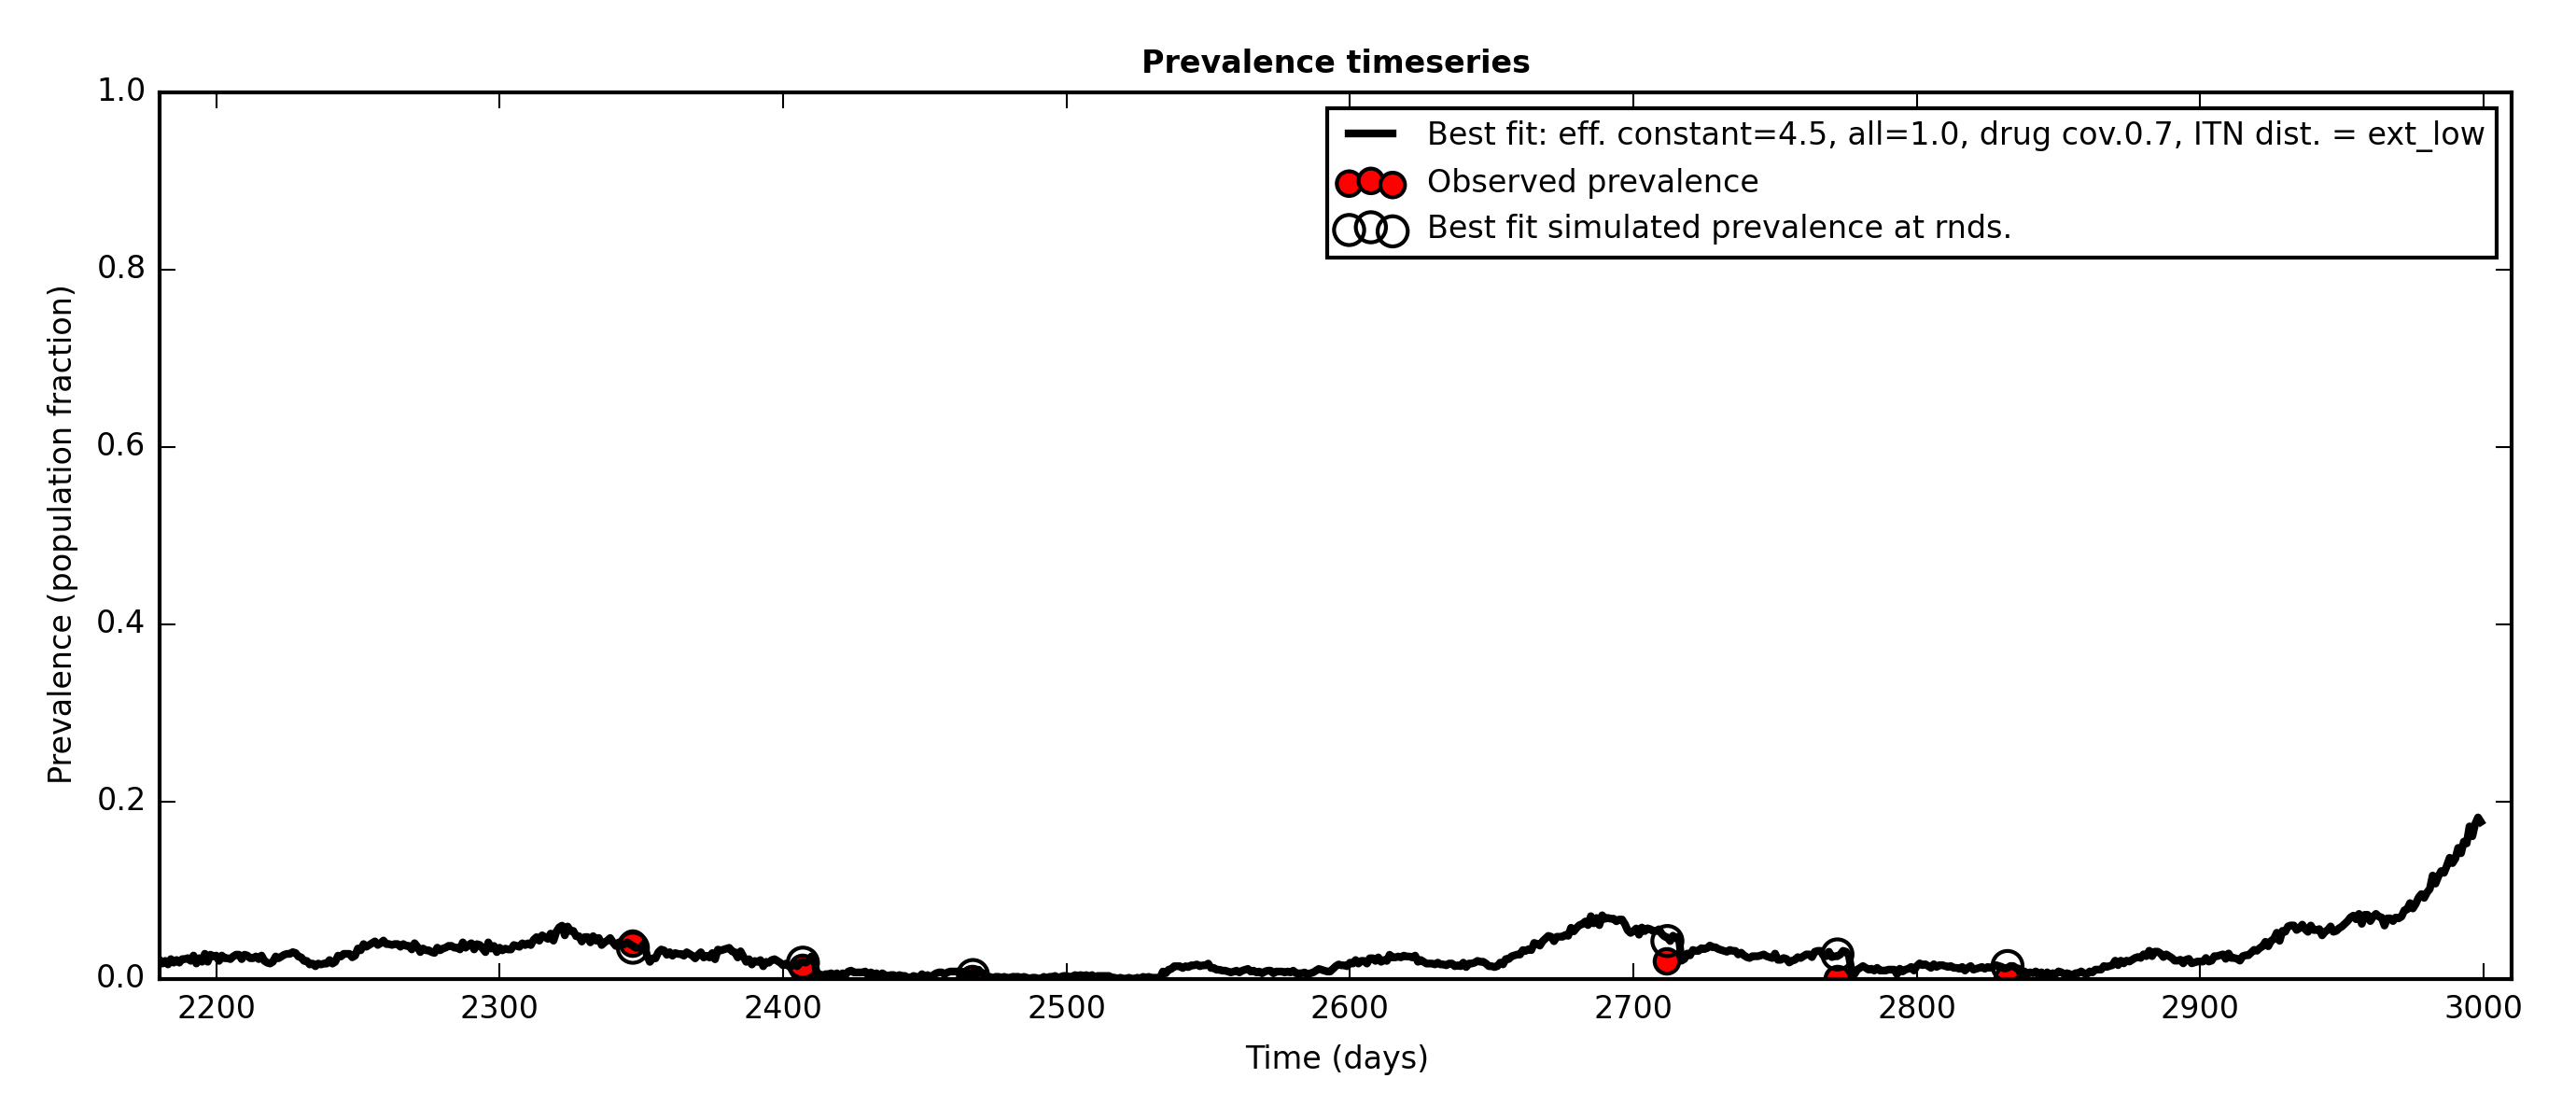 Prevalence timeseries
1.0
0.8
0.6
0.4
0.2
0.0
Prevalence (population fraction)
Best fit: eff. constant=4.5, all=1.0, drug cov.0.7, ITN dist. = ext_low
Observed prevalence
Best fit simulated prevalence at rnds.
2200 2300 2400 2500 2600 2700 2800 2900 3000
Time (days)